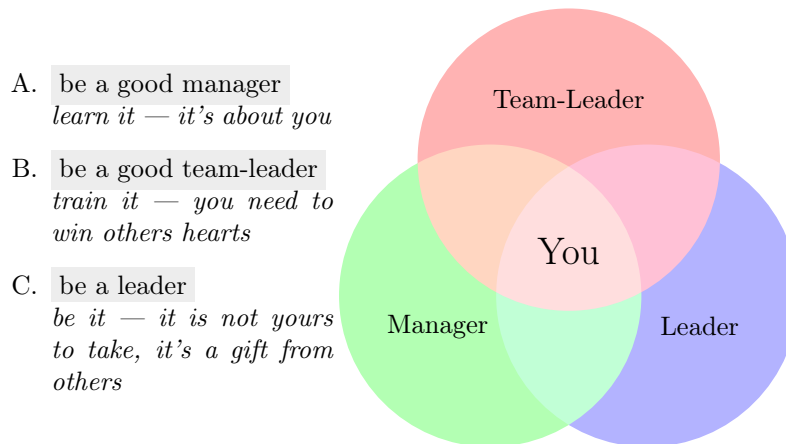 A. be a good manager
learn it — it's about you
B. be a good team-leader
train it — you need to
win others hearts
C. be a leader
be it — it is not yours
to take, it's a gift from
others
Team-Leader
You
Manager
Leader